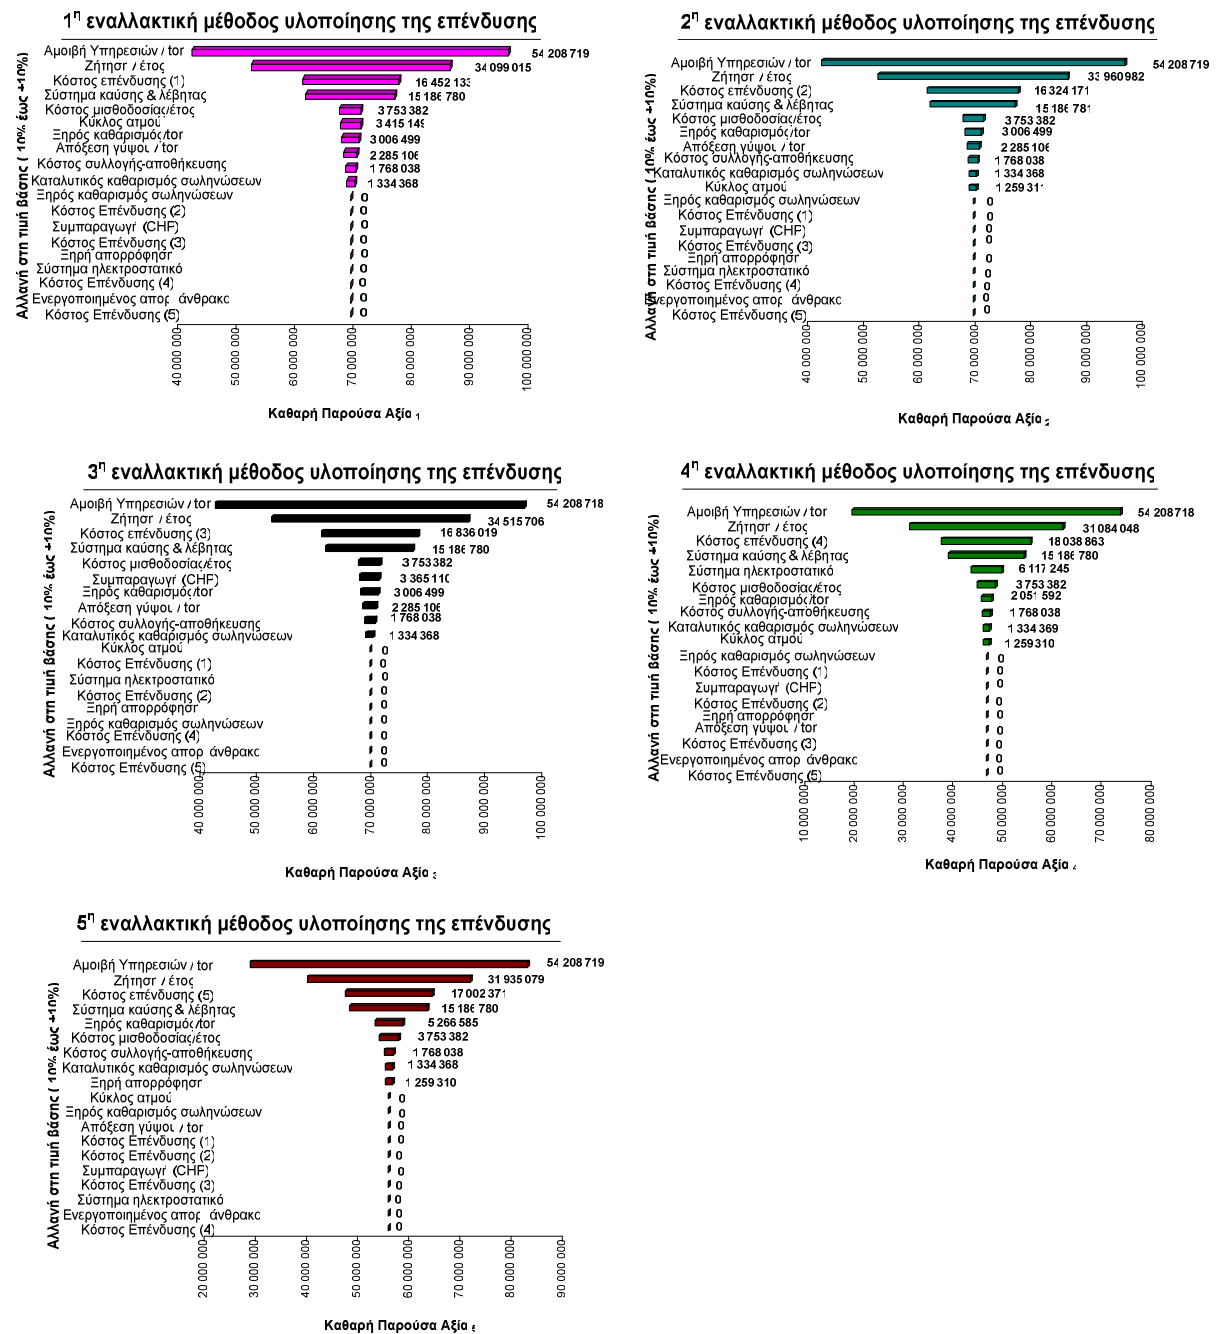 1η εναλλακτική μέθοδος υλοποίησης της επένδυσης
Αλλαγή στη τιμή βάσης (-10% έως +10%)
Αμοιβή Υπηρεσιών / ton 54 208 719
Ζήτηση / έτος 34 099 015
Κόστος επένδυσης (1) 16 452 133
Σύστημα καύσης & λέβητας 15 186 780
Κόστος μισθοδοσίας/έτος 3 753 382
Κύκλος ατμού 3 415 149
Ξηρός καθαρισμός/ton 3 006 499
Απόξεση γύψου / ton 2 285 106
Κόστος συλλογής-αποθήκευσης 1 768 038
Καταλυτικός καθαρισμός σωληνώσεων 1 334 368
Ξηρός καθαρισμός σωληνώσεων 0
Κόστος Επένδυσης (2) 0
Συμπαραγωγή (CHP) 0
Κόστος Επένδυσης (3) 0
Ξηρή απορρόφηση 0
Σύστημα ηλεκτροστατικό 0
Κόστος Επένδυσης (4) 0
Ενεργοποιημένος απορ. άνθρακα 0
Κόστος Επένδυσης (5) 0
40 000 000 50 000 000 60 000 000 70 000 000 80 000 000 90 000 000 100 000 000
Καθαρή Παρούσα Αξία 1
2η εναλλακτική μέθοδος υλοποίησης της επένδυσης
Αλλαγή στη τιμή βάσης (-10% έως +10%)
Αμοιβή Υπηρεσιών / ton 54 208 719
Ζήτηση / έτος 33 960 982
Κόστος επένδυσης (2) 16 324 171
Σύστημα καύσης & λέβητας 15 186 781
Κόστος μισθοδοσίας/έτος 3 753 382
Ξηρός καθαρισμός/ton 3 006 499
Απόξεση γύψου / ton 2 285 106
Κόστος συλλογής-αποθήκευσης 1 768 038
Καταλυτικός καθαρισμός σωληνώσεων 1 334 368
Κύκλος ατμού 1 259 311
Ξηρός καθαρισμός σωληνώσεων 0
Κόστος Επένδυσης (1) 0
Συμπαραγωγή (CHP) 0
Κόστος Επένδυσης (3) 0
Ξηρή απορρόφηση 0
Σύστημα ηλεκτροστατικό 0
Κόστος Επένδυσης (4) 0
Ενεργοποιημένος απορ. άνθρακα 0
Κόστος Επένδυσης (5) 0
40 000 000 50 000 000 60 000 000 70 000 000 80 000 000 90 000 000 100 000 000
Καθαρή Παρούσα Αξία 2
3η εναλλακτική μέθοδος υλοποίησης της επένδυσης
Αλλαγή στη τιμή βάσης (-10% έως +10%)
Αμοιβή Υπηρεσιών / ton 54 208 718
Ζήτηση / έτος 34 515 706
Κόστος επένδυσης (3) 16 836 019
Σύστημα καύσης & λέβητας 15 186 780
Κόστος μισθοδοσίας/έτος 3 753 382
Συμπαραγωγή (CHP) 3 365 110
Ξηρός καθαρισμός/ton 3 006 499
Απόξεση γύψου / ton 2 285 106
Κόστος συλλογής-αποθήκευσης 1 768 038
Καταλυτικός καθαρισμός σωληνώσεων 1 334 368
Κύκλος ατμού 0
Κόστος Επένδυσης (1) 0
Σύστημα ηλεκτροστατικό 0
Κόστος Επένδυσης (2) 0
Ξηρή απορρόφηση 0
Ξηρός καθαρισμός σωληνώσεων 0
Κόστος Επένδυσης (4) 0
Ενεργοποιημένος απορ. άνθρακα 0
Κόστος Επένδυσης (5) 0
40 000 000 50 000 000 60 000 000 70 000 000 80 000 000 90 000 000 100 000 000
Καθαρή Παρούσα Αξία 3
4η εναλλακτική μέθοδος υλοποίησης της επένδυσης
Αλλαγή στη τιμή βάσης (-10% έως +10%)
Αμοιβή Υπηρεσιών / ton 54 208 718
Ζήτηση / έτος 31 084 048
Κόστος επένδυσης (4) 18 038 863
Σύστημα καύσης & λέβητας 15 186 780
Σύστημα ηλεκτροστατικό 6 117 245
Κόστος μισθοδοσίας/έτος 3 753 382
Ξηρός καθαρισμός/ton 2 051 592
Κόστος συλλογής-αποθήκευσης 1 768 038
Καταλυτικός καθαρισμός σωληνώσεων 1 334 369
Κύκλος ατμού 1 259 310
Ξηρός καθαρισμός σωληνώσεων 0
Κόστος Επένδυσης (1) 0
Συμπαραγωγή (CHP) 0
Κόστος Επένδυσης (2) 0
Ξηρή απορρόφηση 0
Απόξεση γύψου / ton 0
Κόστος Επένδυσης (3) 0
Ενεργοποιημένος απορ. άνθρακα 0
Κόστος Επένδυσης (5) 0
10 000 000 20 000 000 30 000 000 40 000 000 50 000 000 60 000 000 70 000 000 80 000 000
Καθαρή Παρούσα Αξία 4
5η εναλλακτική μέθοδος υλοποίησης της επένδυσης
Αλλαγή στη τιμή βάσης (-10% έως +10%)
Αμοιβή Υπηρεσιών / ton 54 208 719
Ζήτηση / έτος 31 935 079
Κόστος επένδυσης (5) 17 002 371
Σύστημα καύσης & λέβητας 15 186 780
Ξηρός καθαρισμός/ton 5 266 585
Κόστος μισθοδοσίας/έτος 3 753 382
Κόστος συλλογής-αποθήκευσης 1 768 038
Καταλυτικός καθαρισμός σωληνώσεων 1 334 368
Ξηρή απορρόφηση 1 259 310
Κύκλος ατμού 0
Ξηρός καθαρισμός σωληνώσεων 0
Απόξεση γύψου / ton 0
Κόστος Επένδυσης (1) 0
Κόστος Επένδυσης (2) 0
Συμπαραγωγή (CHP) 0
Κόστος Επένδυσης (3) 0
Σύστημα ηλεκτροστατικό 0
Ενεργοποιημένος απορ. άνθρακα 0
Κόστος Επένδυσης (4) 0
20 000 000 30 000 000 40 000 000 50 000 000 60 000 000 70 000 000 80 000 000 90 000 000
Καθαρή Παρούσα Αξία 5